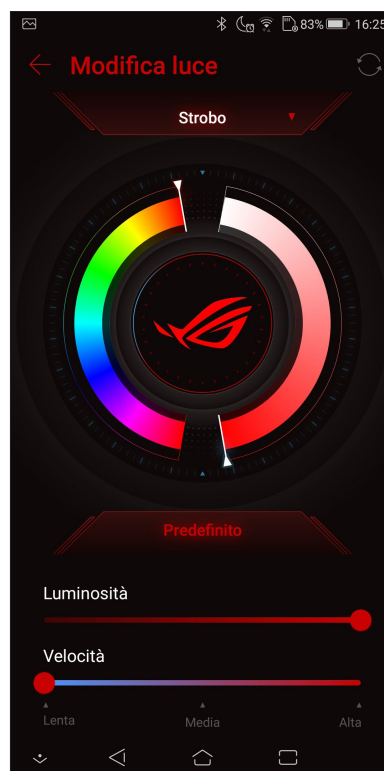 83% 16:25
Modifica luce
Strobo
Predefinito
Luminosità
Velocità
Lenta Media Alta